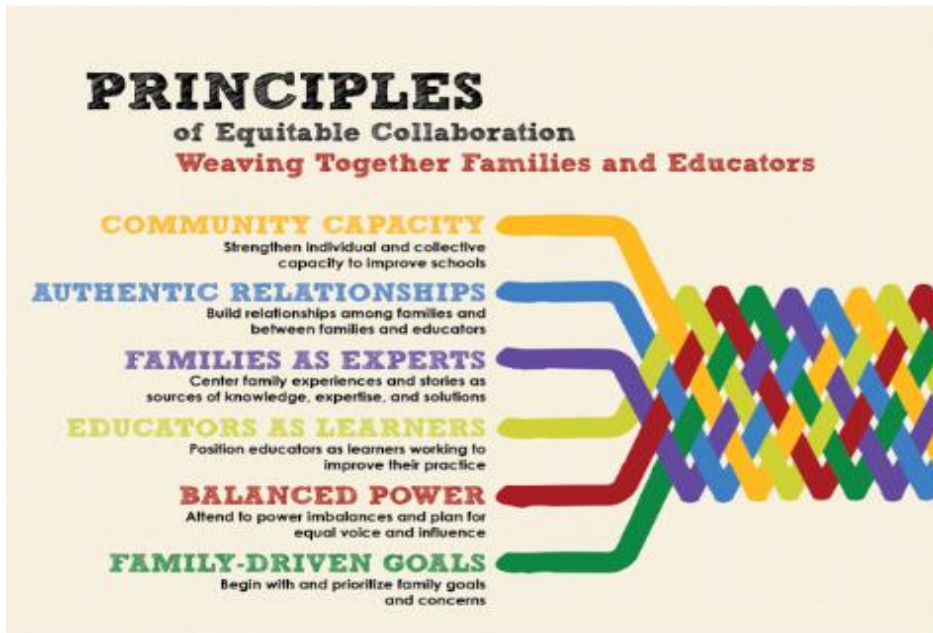 PRINCIPLES
of Equitable Collaboration
Weaving Together Families and Educators
COMMUNITY CAPACITY
Strengthen individual and collective
capacity to improve schools
AUTHENTIC RELATIONSHIPS
Build relationships among families and
between families and educators
FAMILIES AS EXPERTS
Center family experiences and stories as
sources of knowledge, expertise, and solutions
EDUCATORS AS LEARNERS
Position educators as learners working to
improve their practice
BALANCED POWER
Attend to power imbalances and plan for
equal voice and influence
FAMILY-DRIVEN GOALS
Begin with and prioritize family goals
and concerns